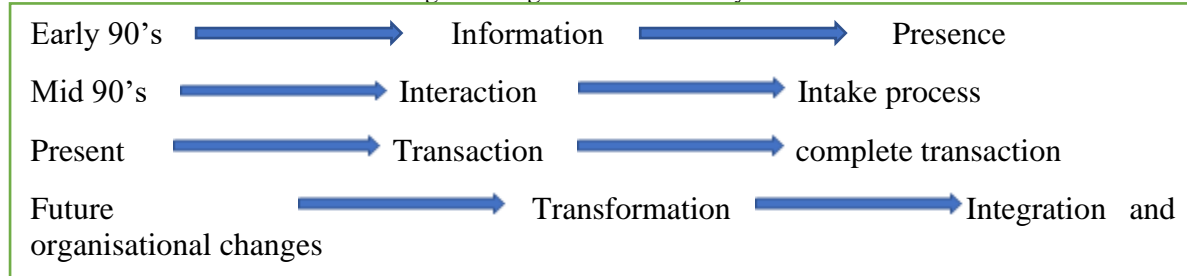 Early 90’s Information Presence
Mid 90’s Interaction Intake process
Present Transaction complete transaction
Future Transformation Integration and
organisational changes